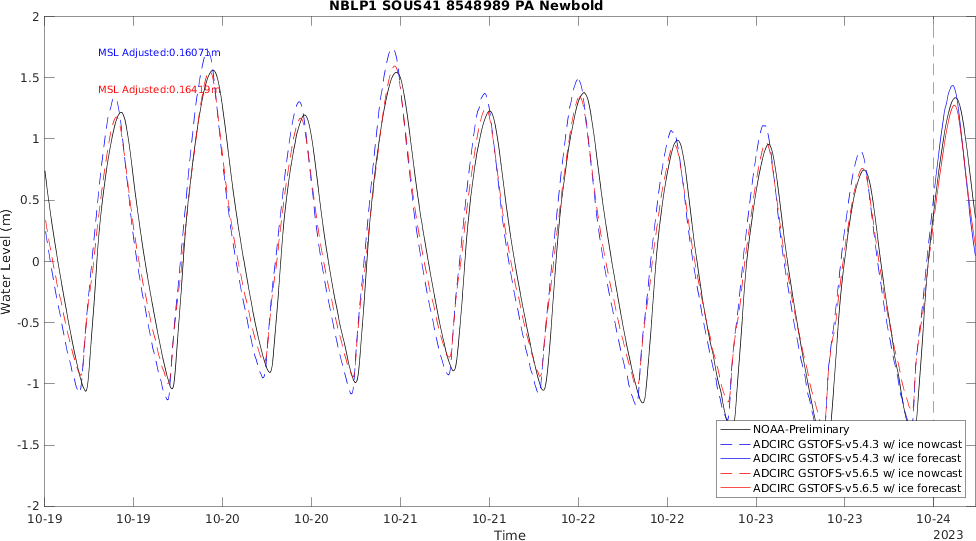 NBLP1 SOUS41 8548989 PA Newbold
2
1.5
1
0.5
0
-0.5
-1
-1.5
-2
Water Level (m)
MSL Adjusted:0.16071m
MSL Adjusted:0.16419m
NOAA-Preliminary
ADCIRC GSTOFS-v5.4.3 w/ ice nowcast
ADCIRC GSTOFS-v5.4.3 w/ ice forecast
ADCIRC GSTOFS-v5.6.5 w/ ice nowcast
ADCIRC GSTOFS-v5.6.5 w/ ice forecast
10-19 10-19 10-20 10-20 10-21 10-21 10-22 10-22 10-23 10-23 10-24
2023
Time